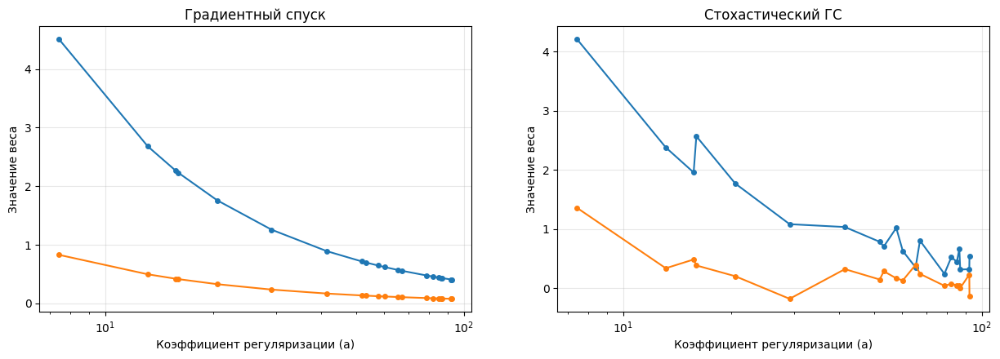 Градиентный спуск
Значение веса
4
3
2
1
0
10¹
10²
Коэффициент регуляризации (a)
Стохастический ГС
Значение веса
4
3
2
1
0
10¹
10²
Коэффициент регуляризации (a)